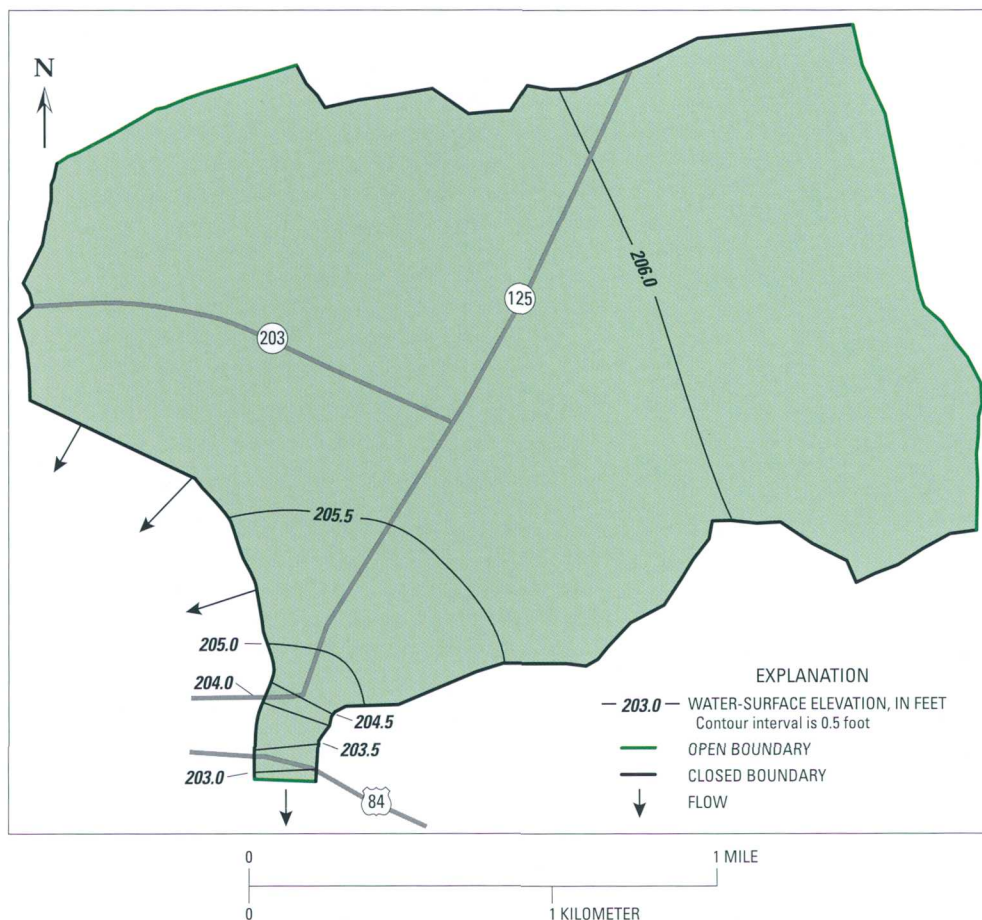 N
206.0
125
203
205.5
205.0
204.0
204.5
203.5
203.0
84
EXPLANATION
203.0 WATER-SURFACE ELEVATION, IN FEET
Contour interval is 0.5 foot
OPEN BOUNDARY
CLOSED BOUNDARY
FLOW
0 1 MILE
0 1 KILOMETER